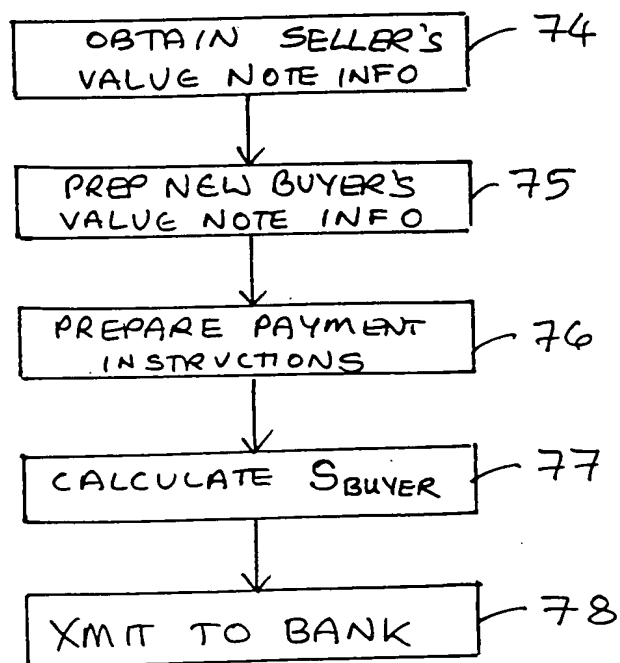 OBTAIN SELLER'S
VALUE NOTE INFO
74
PREP NEW BUYER'S
VALUE NOTE INFO
75
PREPARE PAYMENT
INSTRUCTIONS
76
CALCULATE SBUYER
77
XMIT TO BANK
78